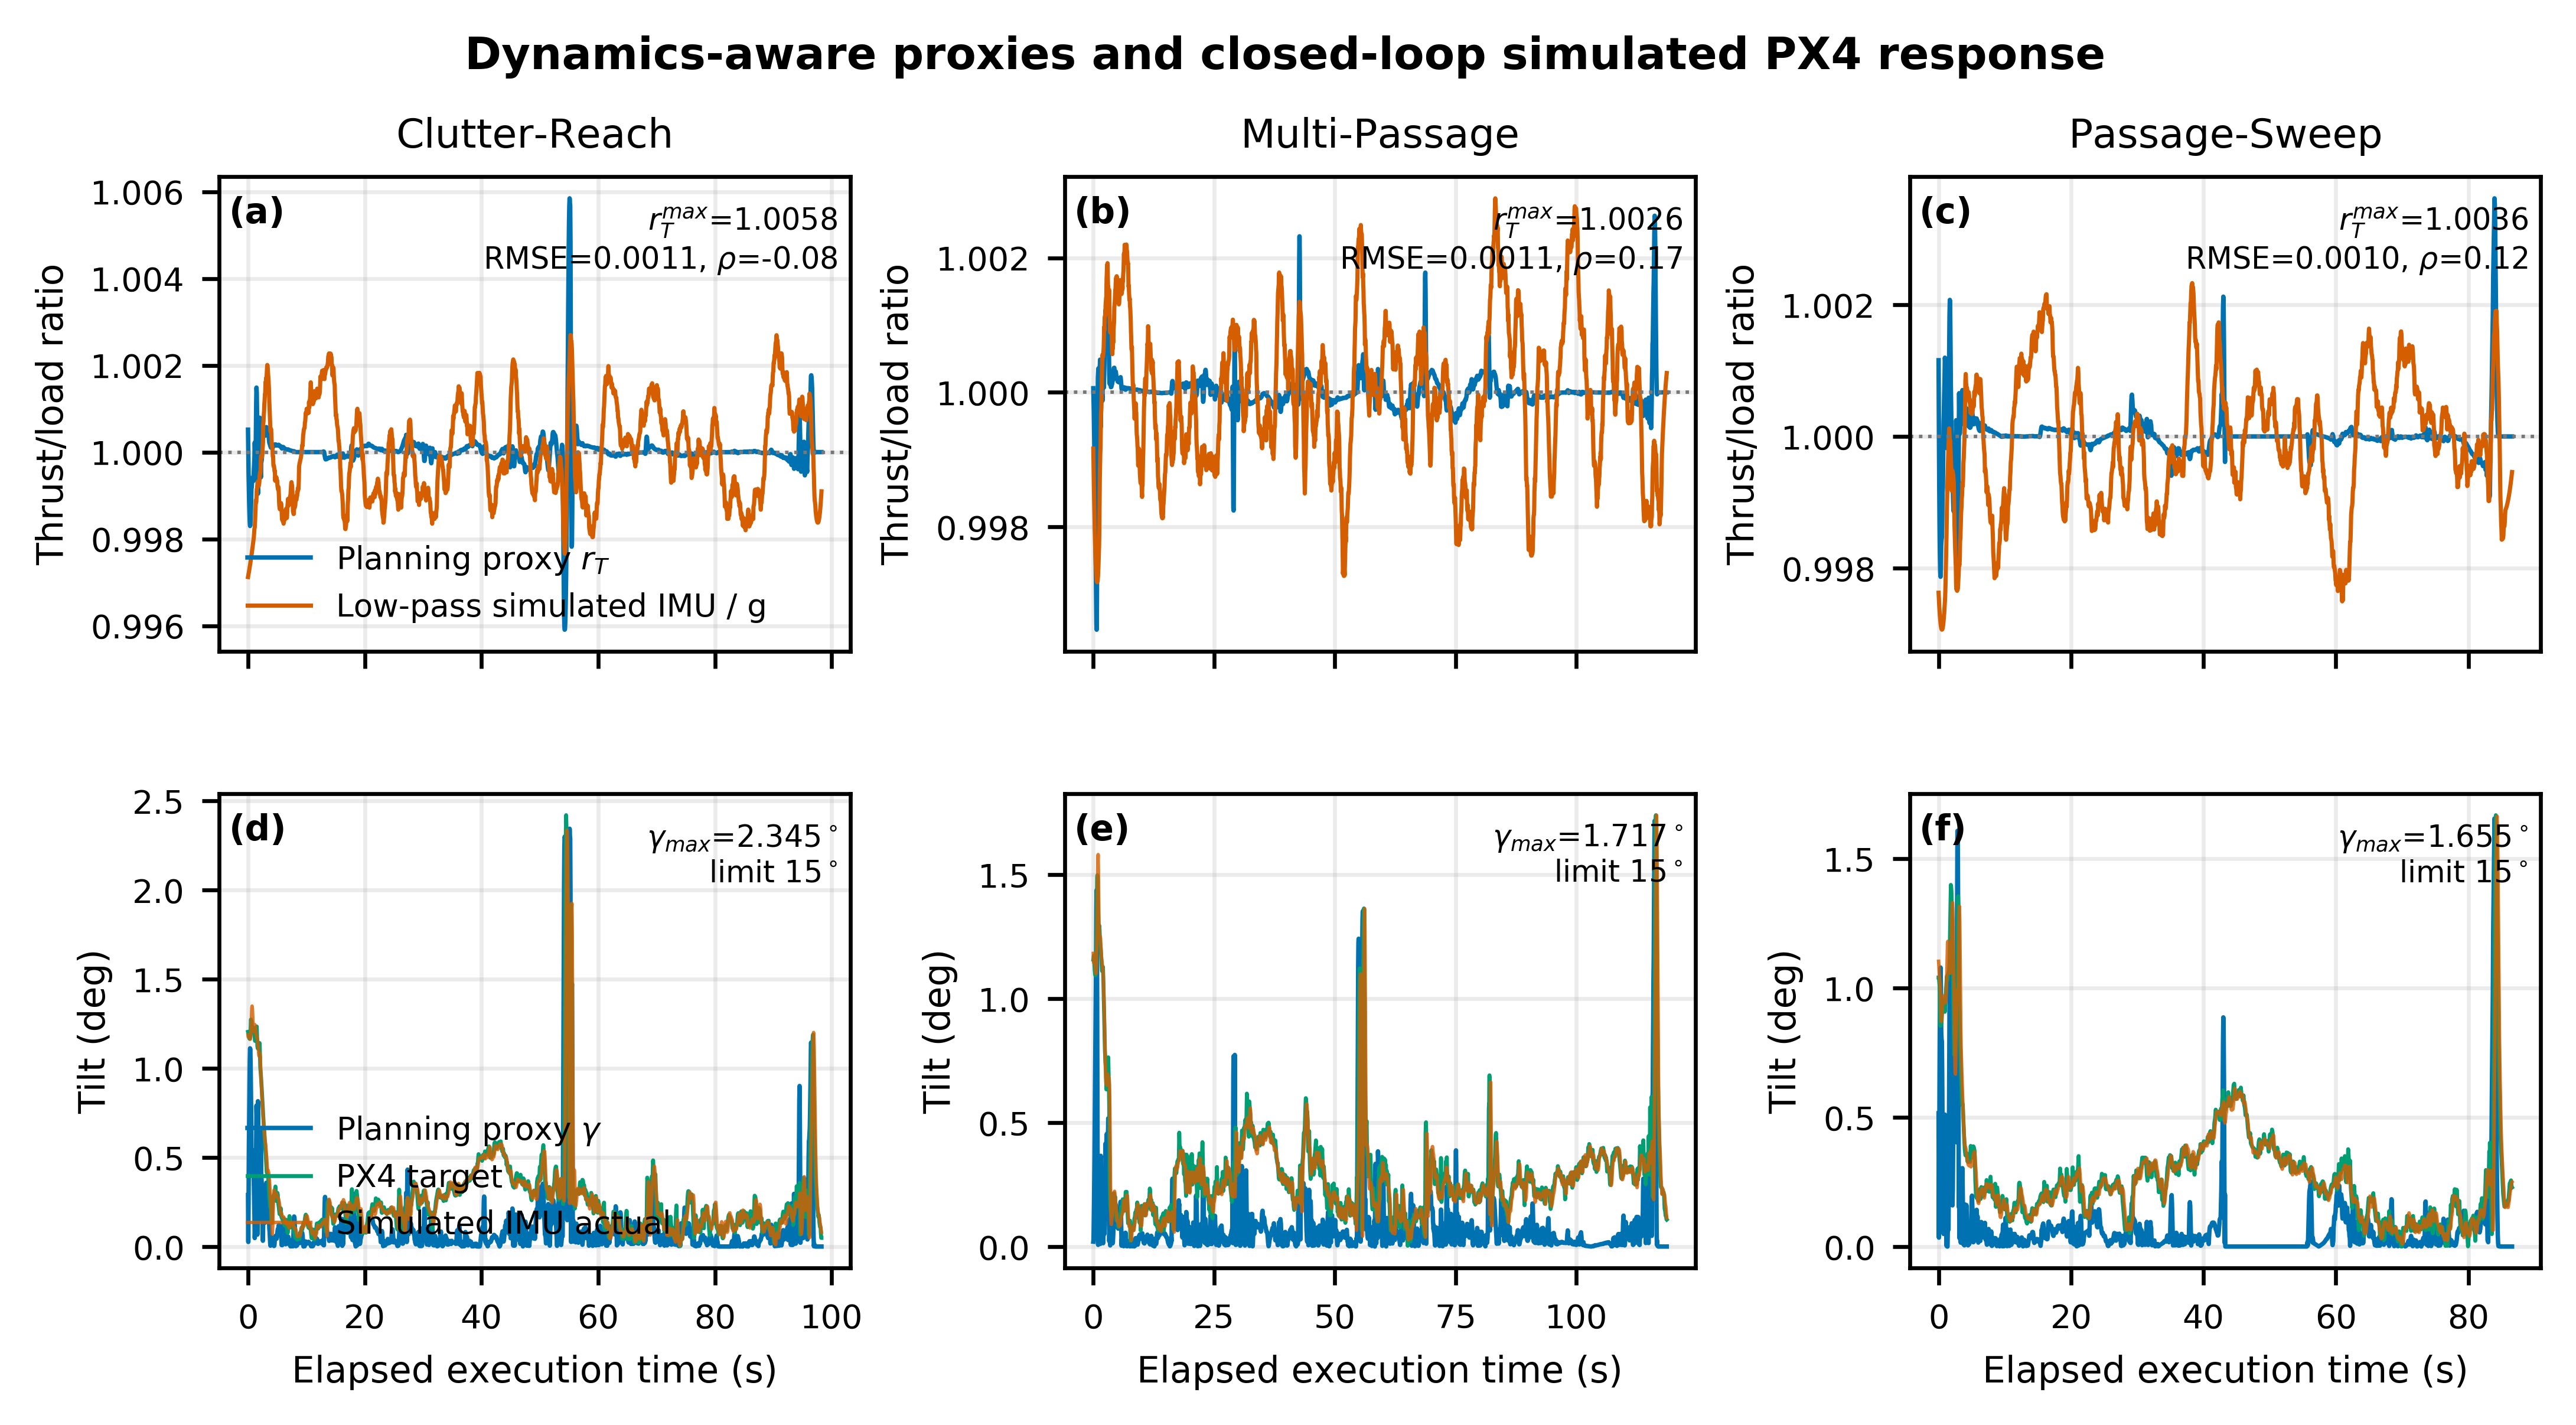 Dynamics-aware proxies and closed-loop simulated PX4 response
Clutter-Reach
Multi-Passage
Passage-Sweep
Thrust/load ratio
1.006
1.004
1.002
1.000
0.998
0.996
(a)
r_T^max=1.0058
RMSE=0.0011, ρ=-0.08
Planning proxy r_T
Low-pass simulated IMU / g
Thrust/load ratio
1.002
1.000
0.998
(b)
r_T^max=1.0026
RMSE=0.0011, ρ=0.17
Thrust/load ratio
1.002
1.000
0.998
(c)
r_T^max=1.0036
RMSE=0.0010, ρ=0.12
Tilt (deg)
2.5
2.0
1.5
1.0
0.5
0.0
(d)
γ_max=2.345°
limit 15°
Planning proxy γ
PX4 target
Simulated IMU actual
0 20 40 60 80 100
Elapsed execution time (s)
Tilt (deg)
1.5
1.0
0.5
0.0
(e)
γ_max=1.717°
limit 15°
0 25 50 75 100
Elapsed execution time (s)
Tilt (deg)
1.5
1.0
0.5
0.0
(f)
γ_max=1.655°
limit 15°
0 20 40 60 80
Elapsed execution time (s)